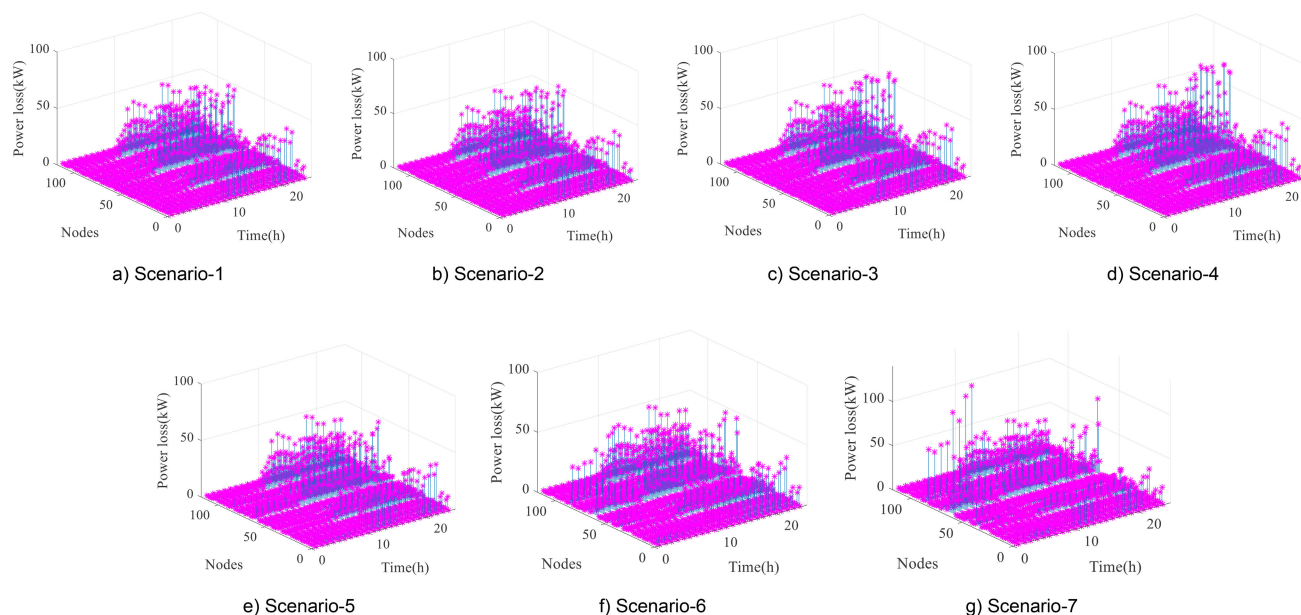 100
50
0
Power loss(kW)
100
50
0
Nodes
0
10
20
Time(h)
a) Scenario-1
100
50
0
Power loss(kW)
100
50
0
Nodes
0
10
20
Time(h)
b) Scenario-2
100
50
0
Power loss(kW)
100
50
0
Nodes
0
10
20
Time(h)
c) Scenario-3
100
50
0
Power loss(kW)
100
50
0
Nodes
0
10
20
Time(h)
d) Scenario-4
100
50
0
Power loss(kW)
100
50
0
Nodes
0
10
20
Time(h)
e) Scenario-5
100
50
0
Power loss(kW)
100
50
0
Nodes
0
10
20
Time(h)
f) Scenario-6
100
50
0
Power loss(kW)
100
50
0
Nodes
0
10
20
Time(h)
g) Scenario-7